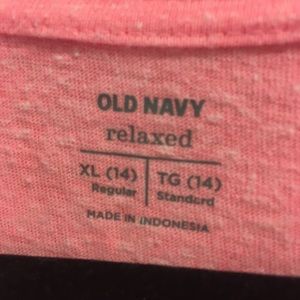 OLD NAVY
relaxed
XL (14) TG (14)
Regular Standard
MADE IN INDONESIA